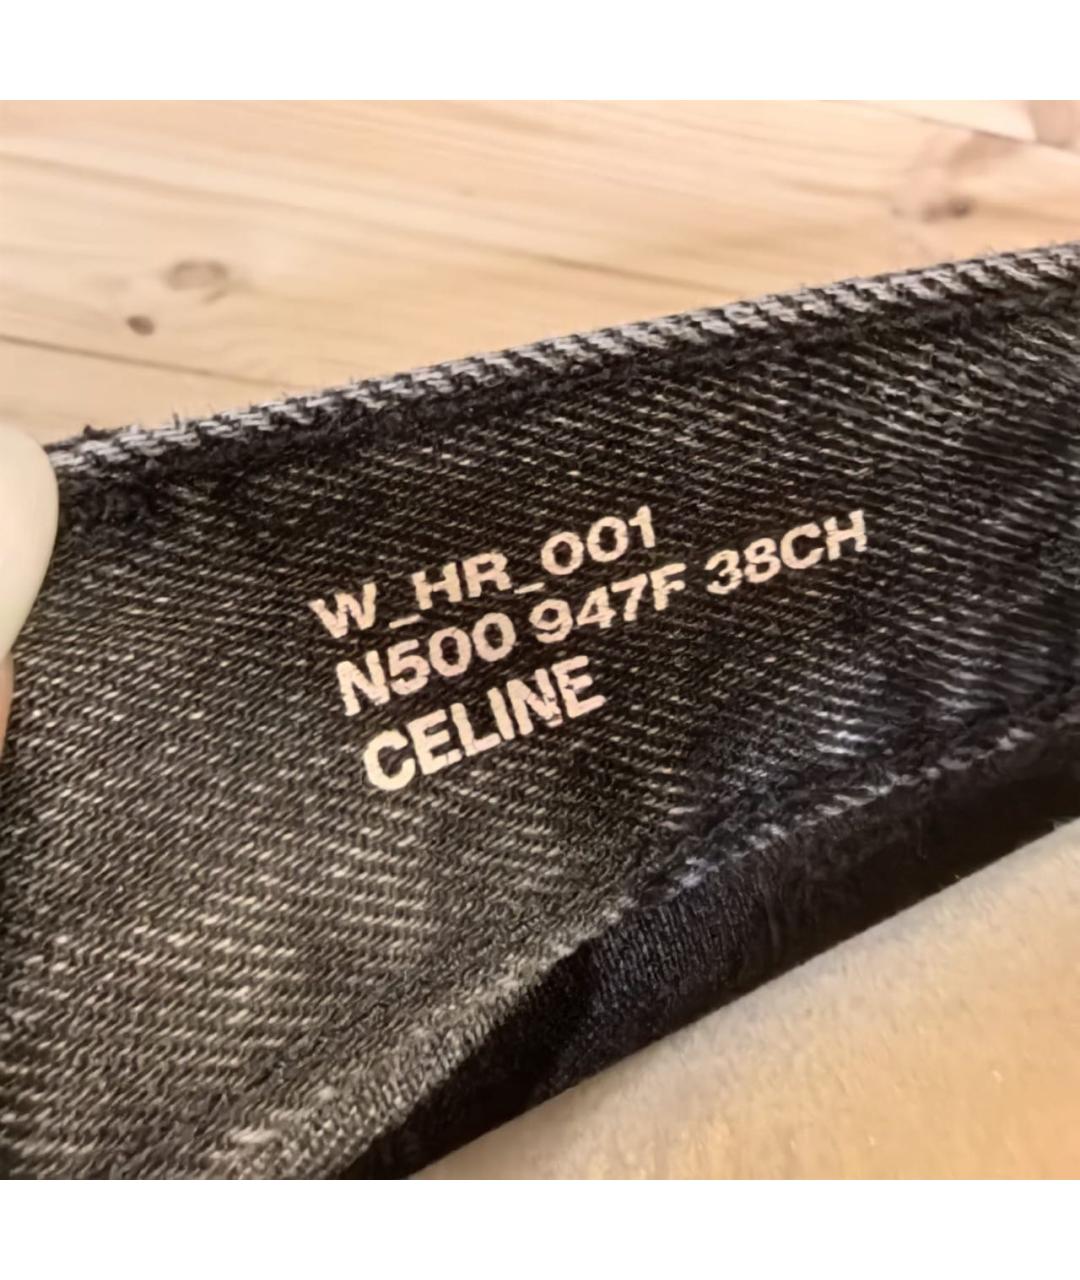 W_HR_001
N500 947F 38CH
CELINE